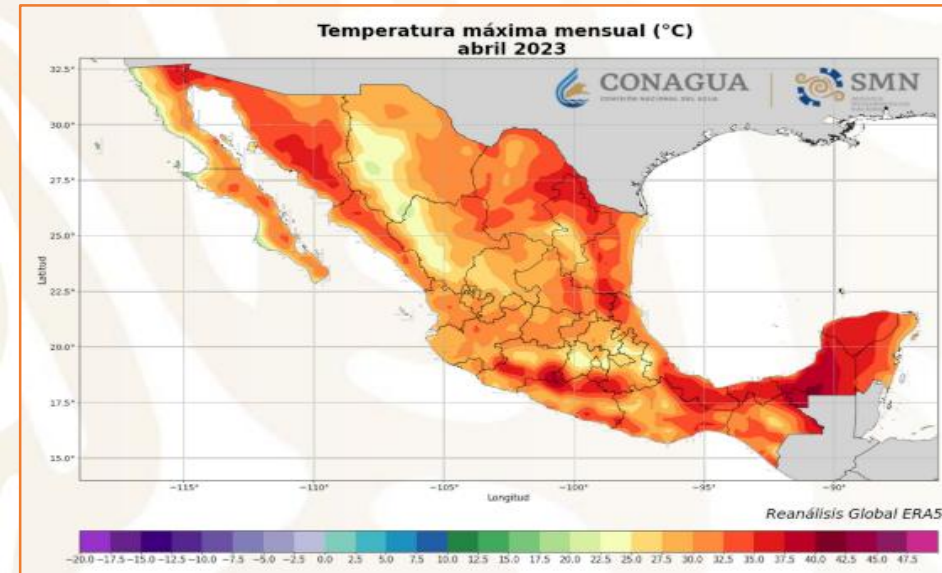 Temperatura máxima mensual (°C)
abril 2023
CONAGUA
COMISIÓN NACIONAL DEL AGUA
SMN
32.5°
30.0°
27.5°
25.0°
22.5°
20.0°
17.5°
15.0°
Latitud
−115°
−110°
−105°
−100°
−95°
−90°
Longitud
Reanálisis Global ERA5
−20.0 −17.5 −15.0 −12.5 −10.0 −7.5 −5.0 −2.5 0.0 2.5 5.0 7.5 10.0 12.5 15.0 17.5 20.0 22.5 25.0 27.5 30.0 32.5 35.0 37.5 40.0 42.5 45.0 47.5